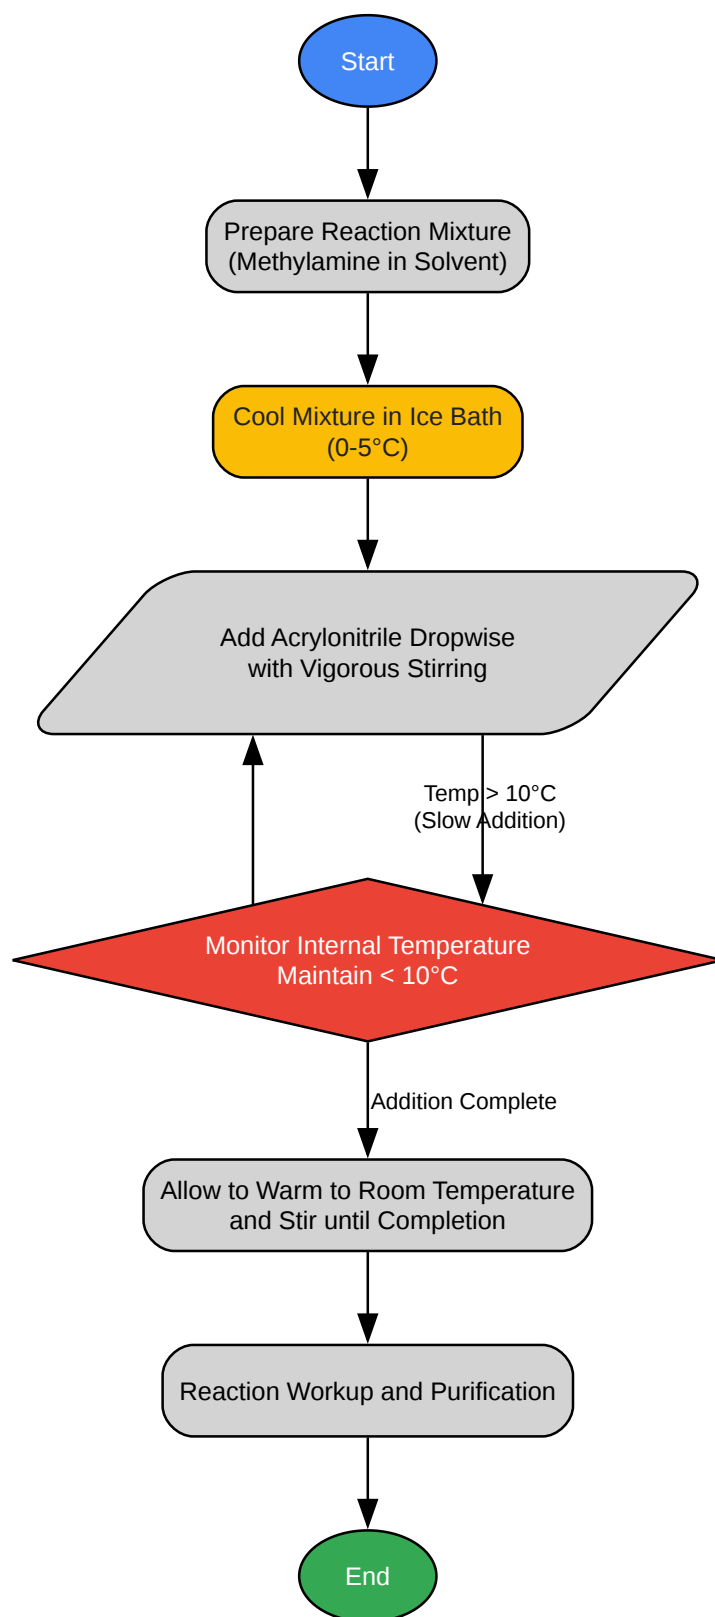 Start
Prepare Reaction Mixture
(Methylamine in Solvent)
Cool Mixture in Ice Bath
(0-5°C)
Add Acrylonitrile Dropwise
with Vigorous Stirring
Temp > 10°C
(Slow Addition)
Monitor Internal Temperature
Maintain < 10°C
Addition Complete
Allow to Warm to Room Temperature
and Stir until Completion
Reaction Workup and Purification
End